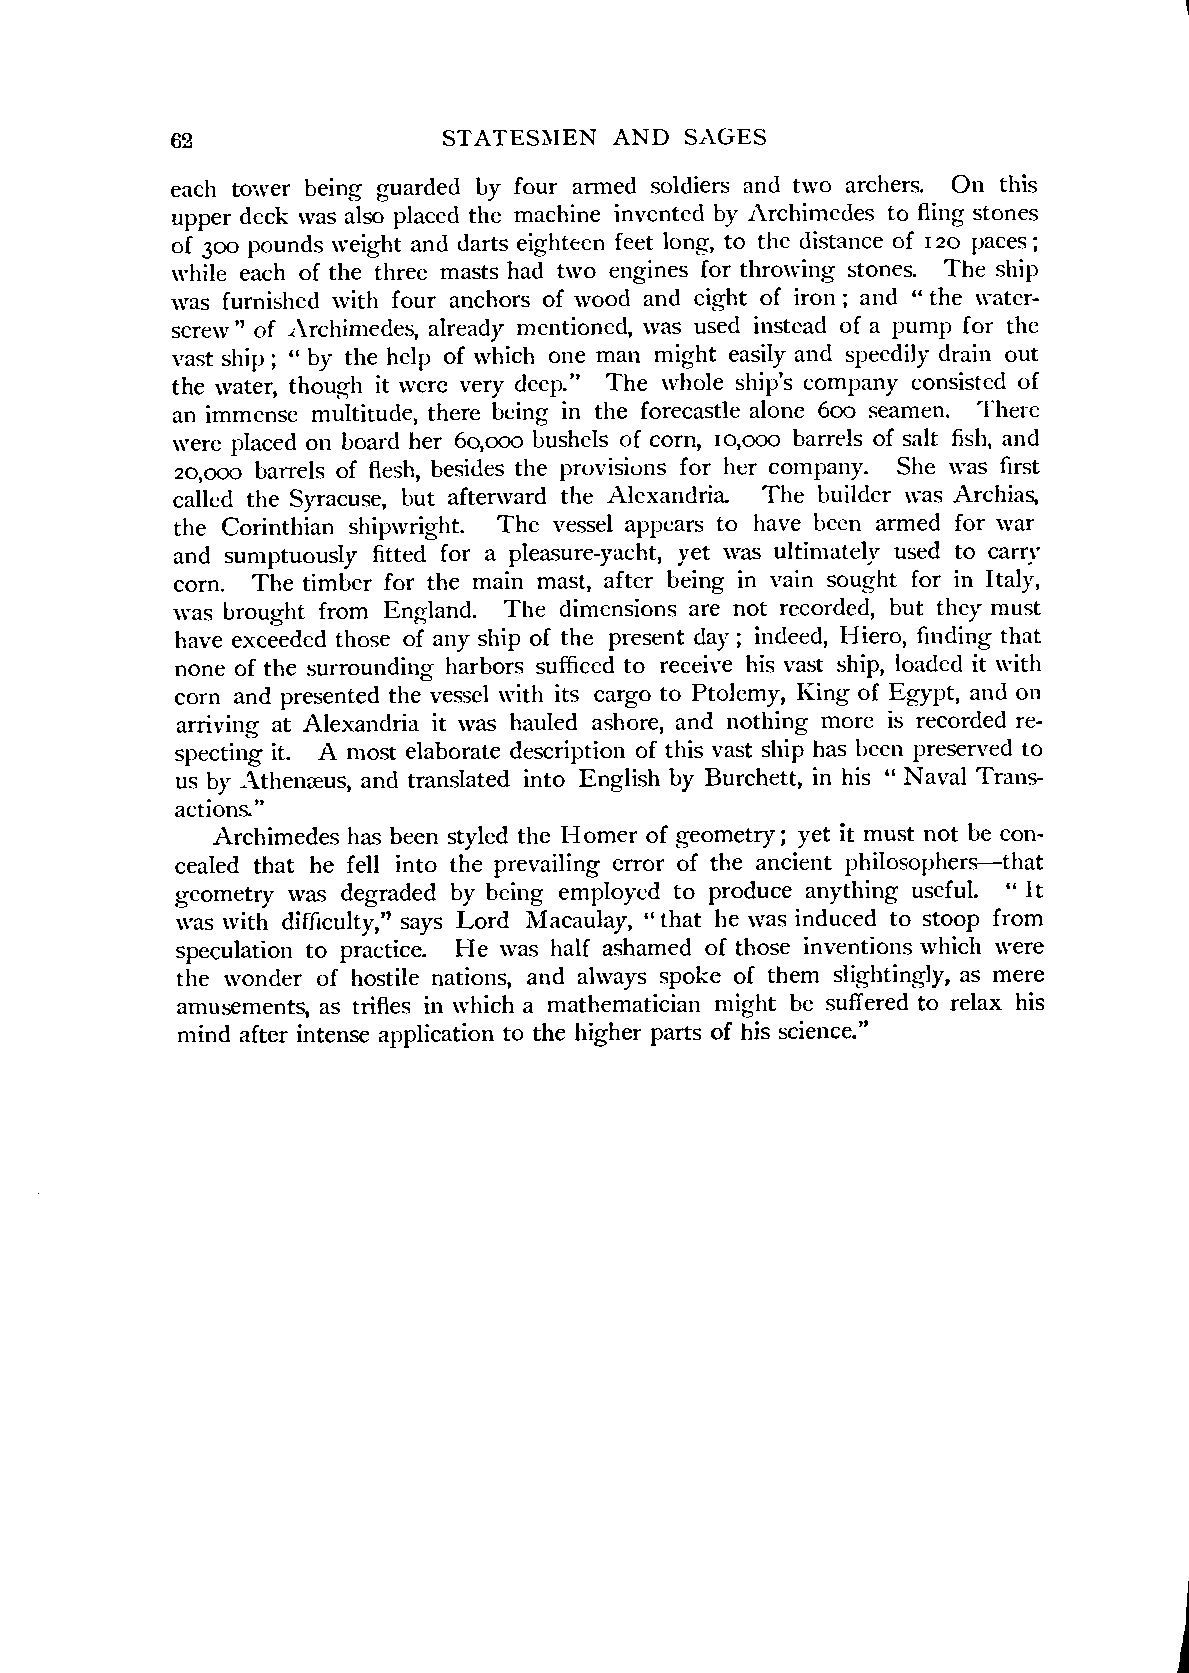 62 STATESMEN AND SAGES
each tower being guarded by four armed soldiers and two archers. On this
upper deck was also placed the machine invented by Archimedes to fling stones
of 300 pounds weight and darts eighteen feet long, to the distance of 120 paces;
while each of the three masts had two engines for throwing stones. The ship
was furnished with four anchors of wood and eight of iron; and "the water-
screw" of Archimedes, already mentioned, was used instead of a pump for the
vast ship; "by the help of which one man might easily and speedily drain out
the water, though it were very deep." The whole ship's company consisted of
an immense multitude, there being in the forecastle alone 600 seamen. There
were placed on board her 60,000 bushels of corn, 10,000 barrels of salt fish, and
20,000 barrels of flesh, besides the provisions for her company. She was first
called the Syracuse, but afterward the Alexandria. The builder was Archias,
the Corinthian shipwright. The vessel appears to have been armed for war
and sumptuously fitted for a pleasure-yacht, yet was ultimately used to carry
corn. The timber for the main mast, after being in vain sought for in Italy,
was brought from England. The dimensions are not recorded, but they must
have exceeded those of any ship of the present day; indeed, Hiero, finding that
none of the surrounding harbors sufficed to receive his vast ship, loaded it with
corn and presented the vessel with its cargo to Ptolemy, King of Egypt, and on
arriving at Alexandria it was hauled ashore, and nothing more is recorded re-
specting it. A most elaborate description of this vast ship has been preserved to
us by Athenæus, and translated into English by Burchett, in his "Naval Trans-
actions."
Archimedes has been styled the Homer of geometry; yet it must not be con-
cealed that he fell into the prevailing error of the ancient philosophers—that
geometry was degraded by being employed to produce anything useful. "It
was with difficulty," says Lord Macaulay, "that he was induced to stoop from
speculation to practice. He was half ashamed of those inventions which were
the wonder of hostile nations, and always spoke of them slightingly, as mere
amusements, as trifles in which a mathematician might be suffered to relax his
mind after intense application to the higher parts of his science."